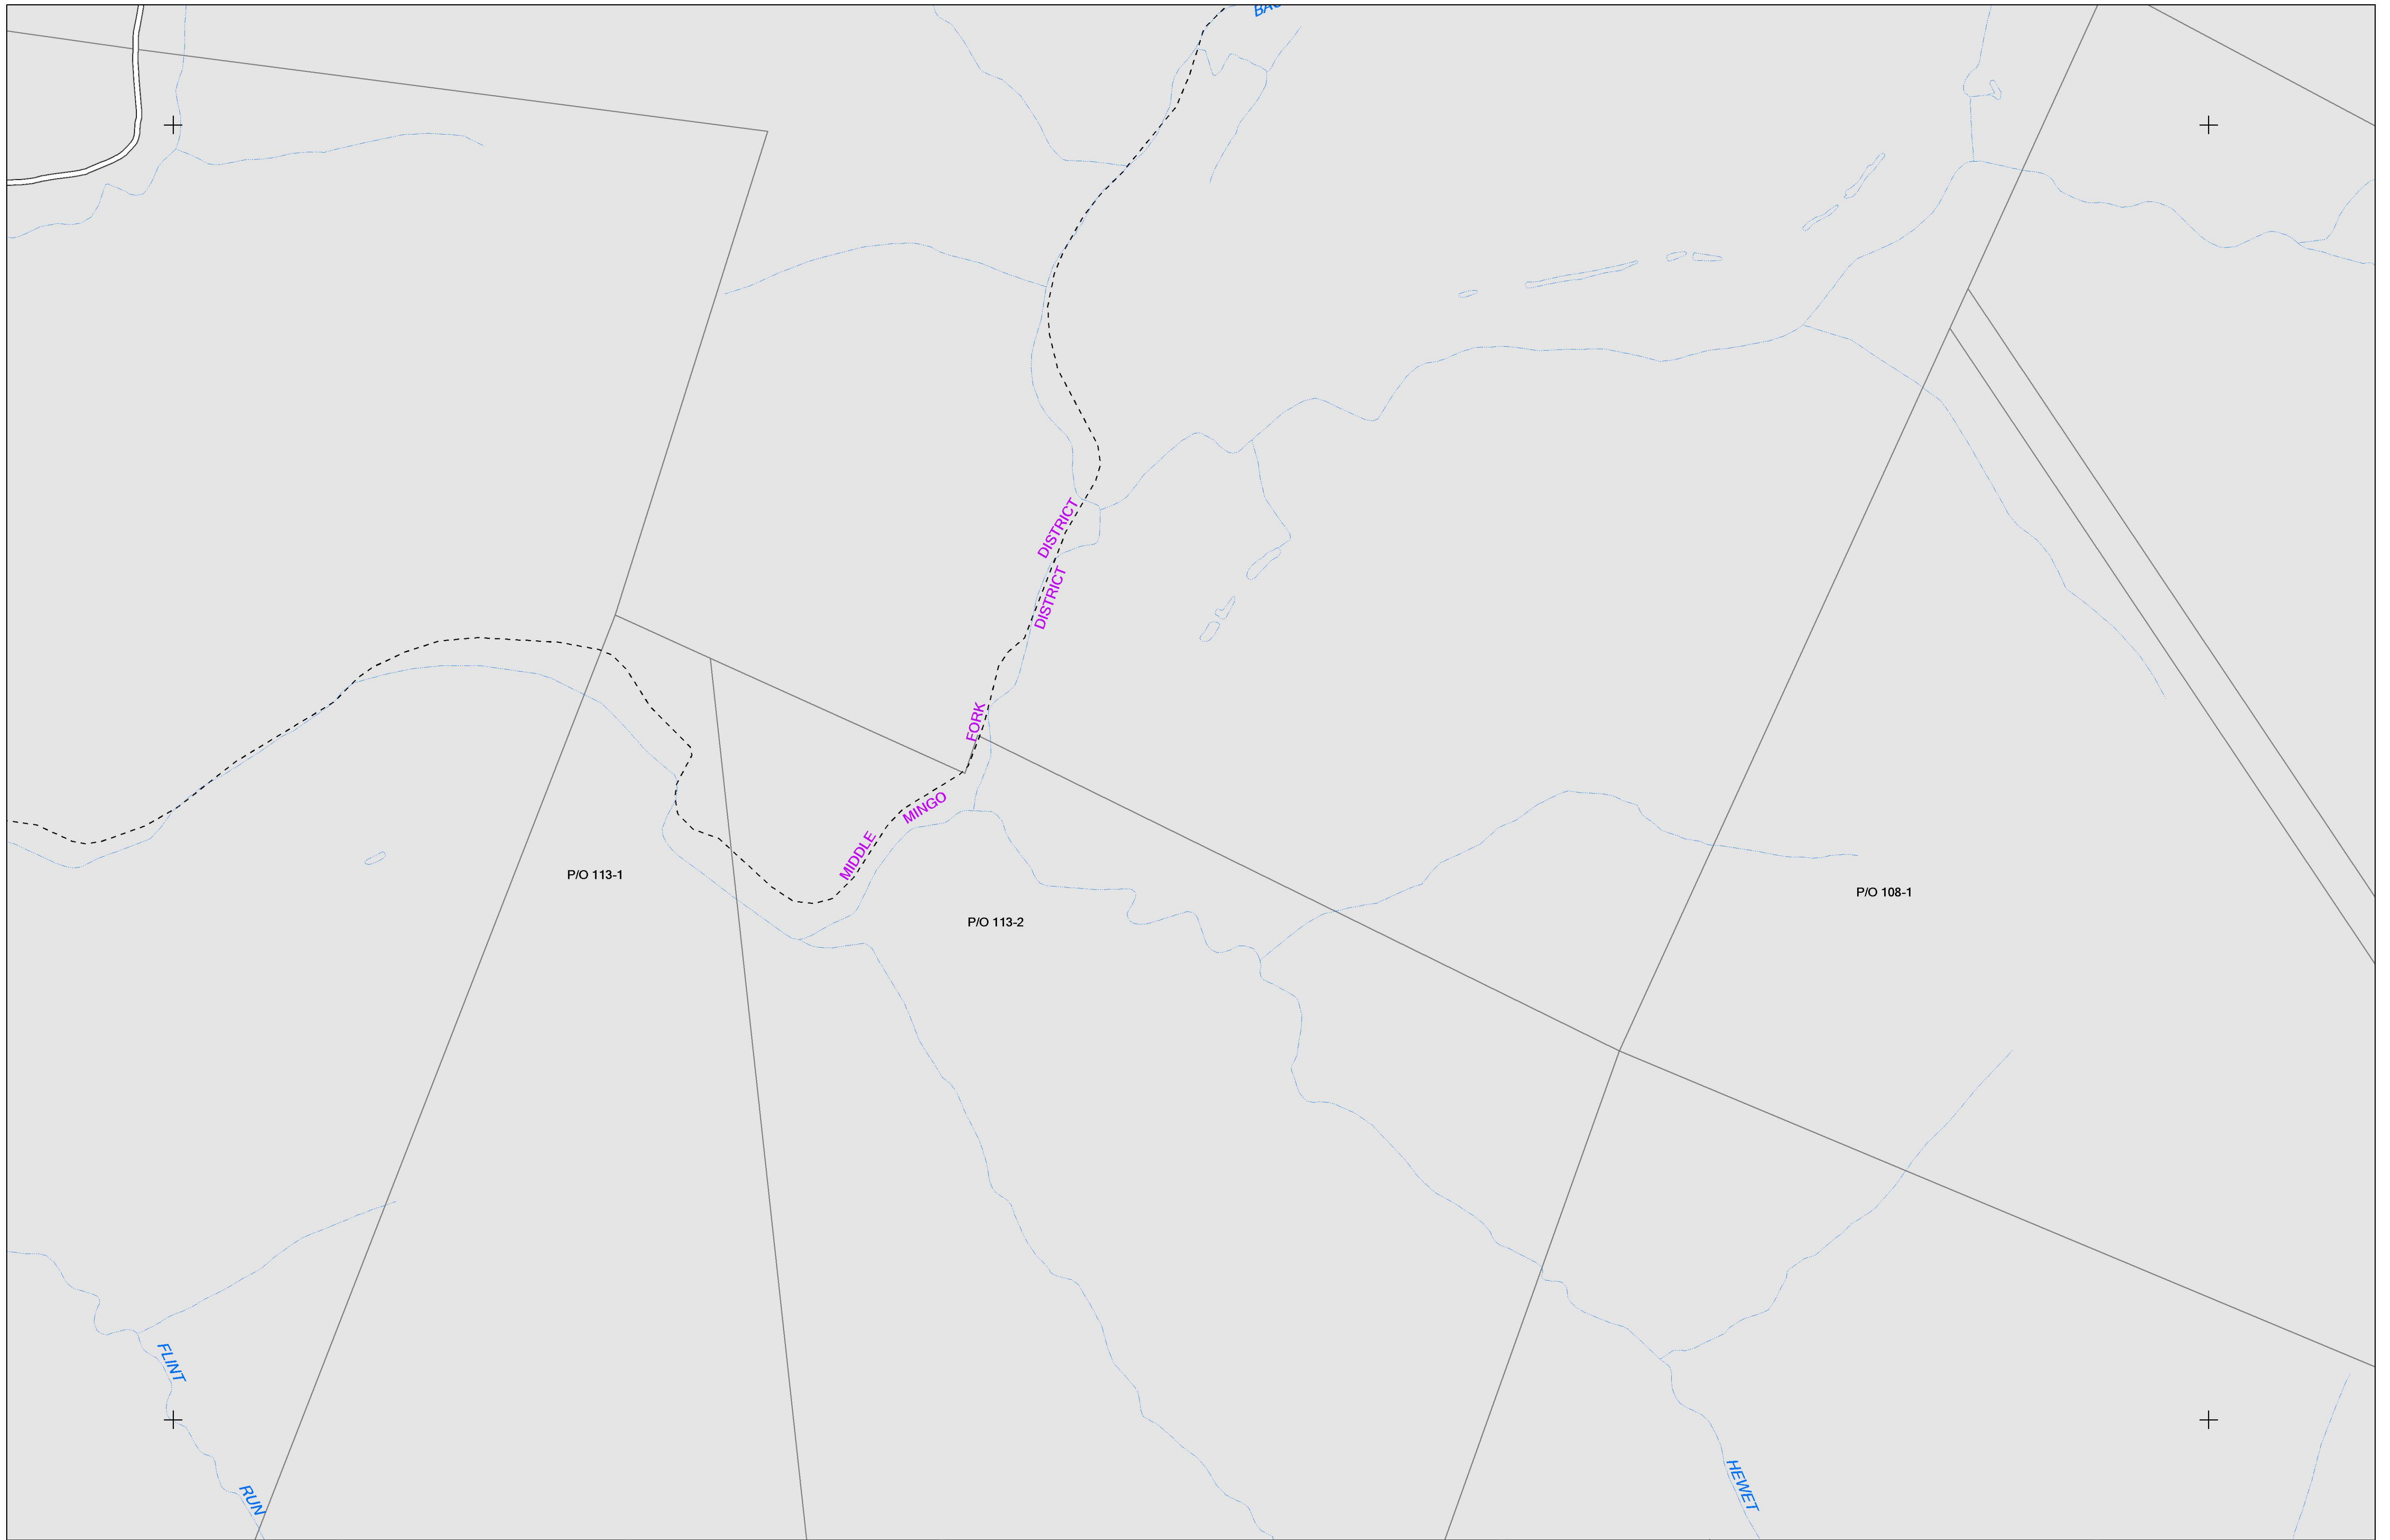 DISTRICT
DISTRICT
FORK
MINGO
MIDDLE
P/O 113-1
P/O 108-1
P/O 113-2
FLINT
RUN
HEWET